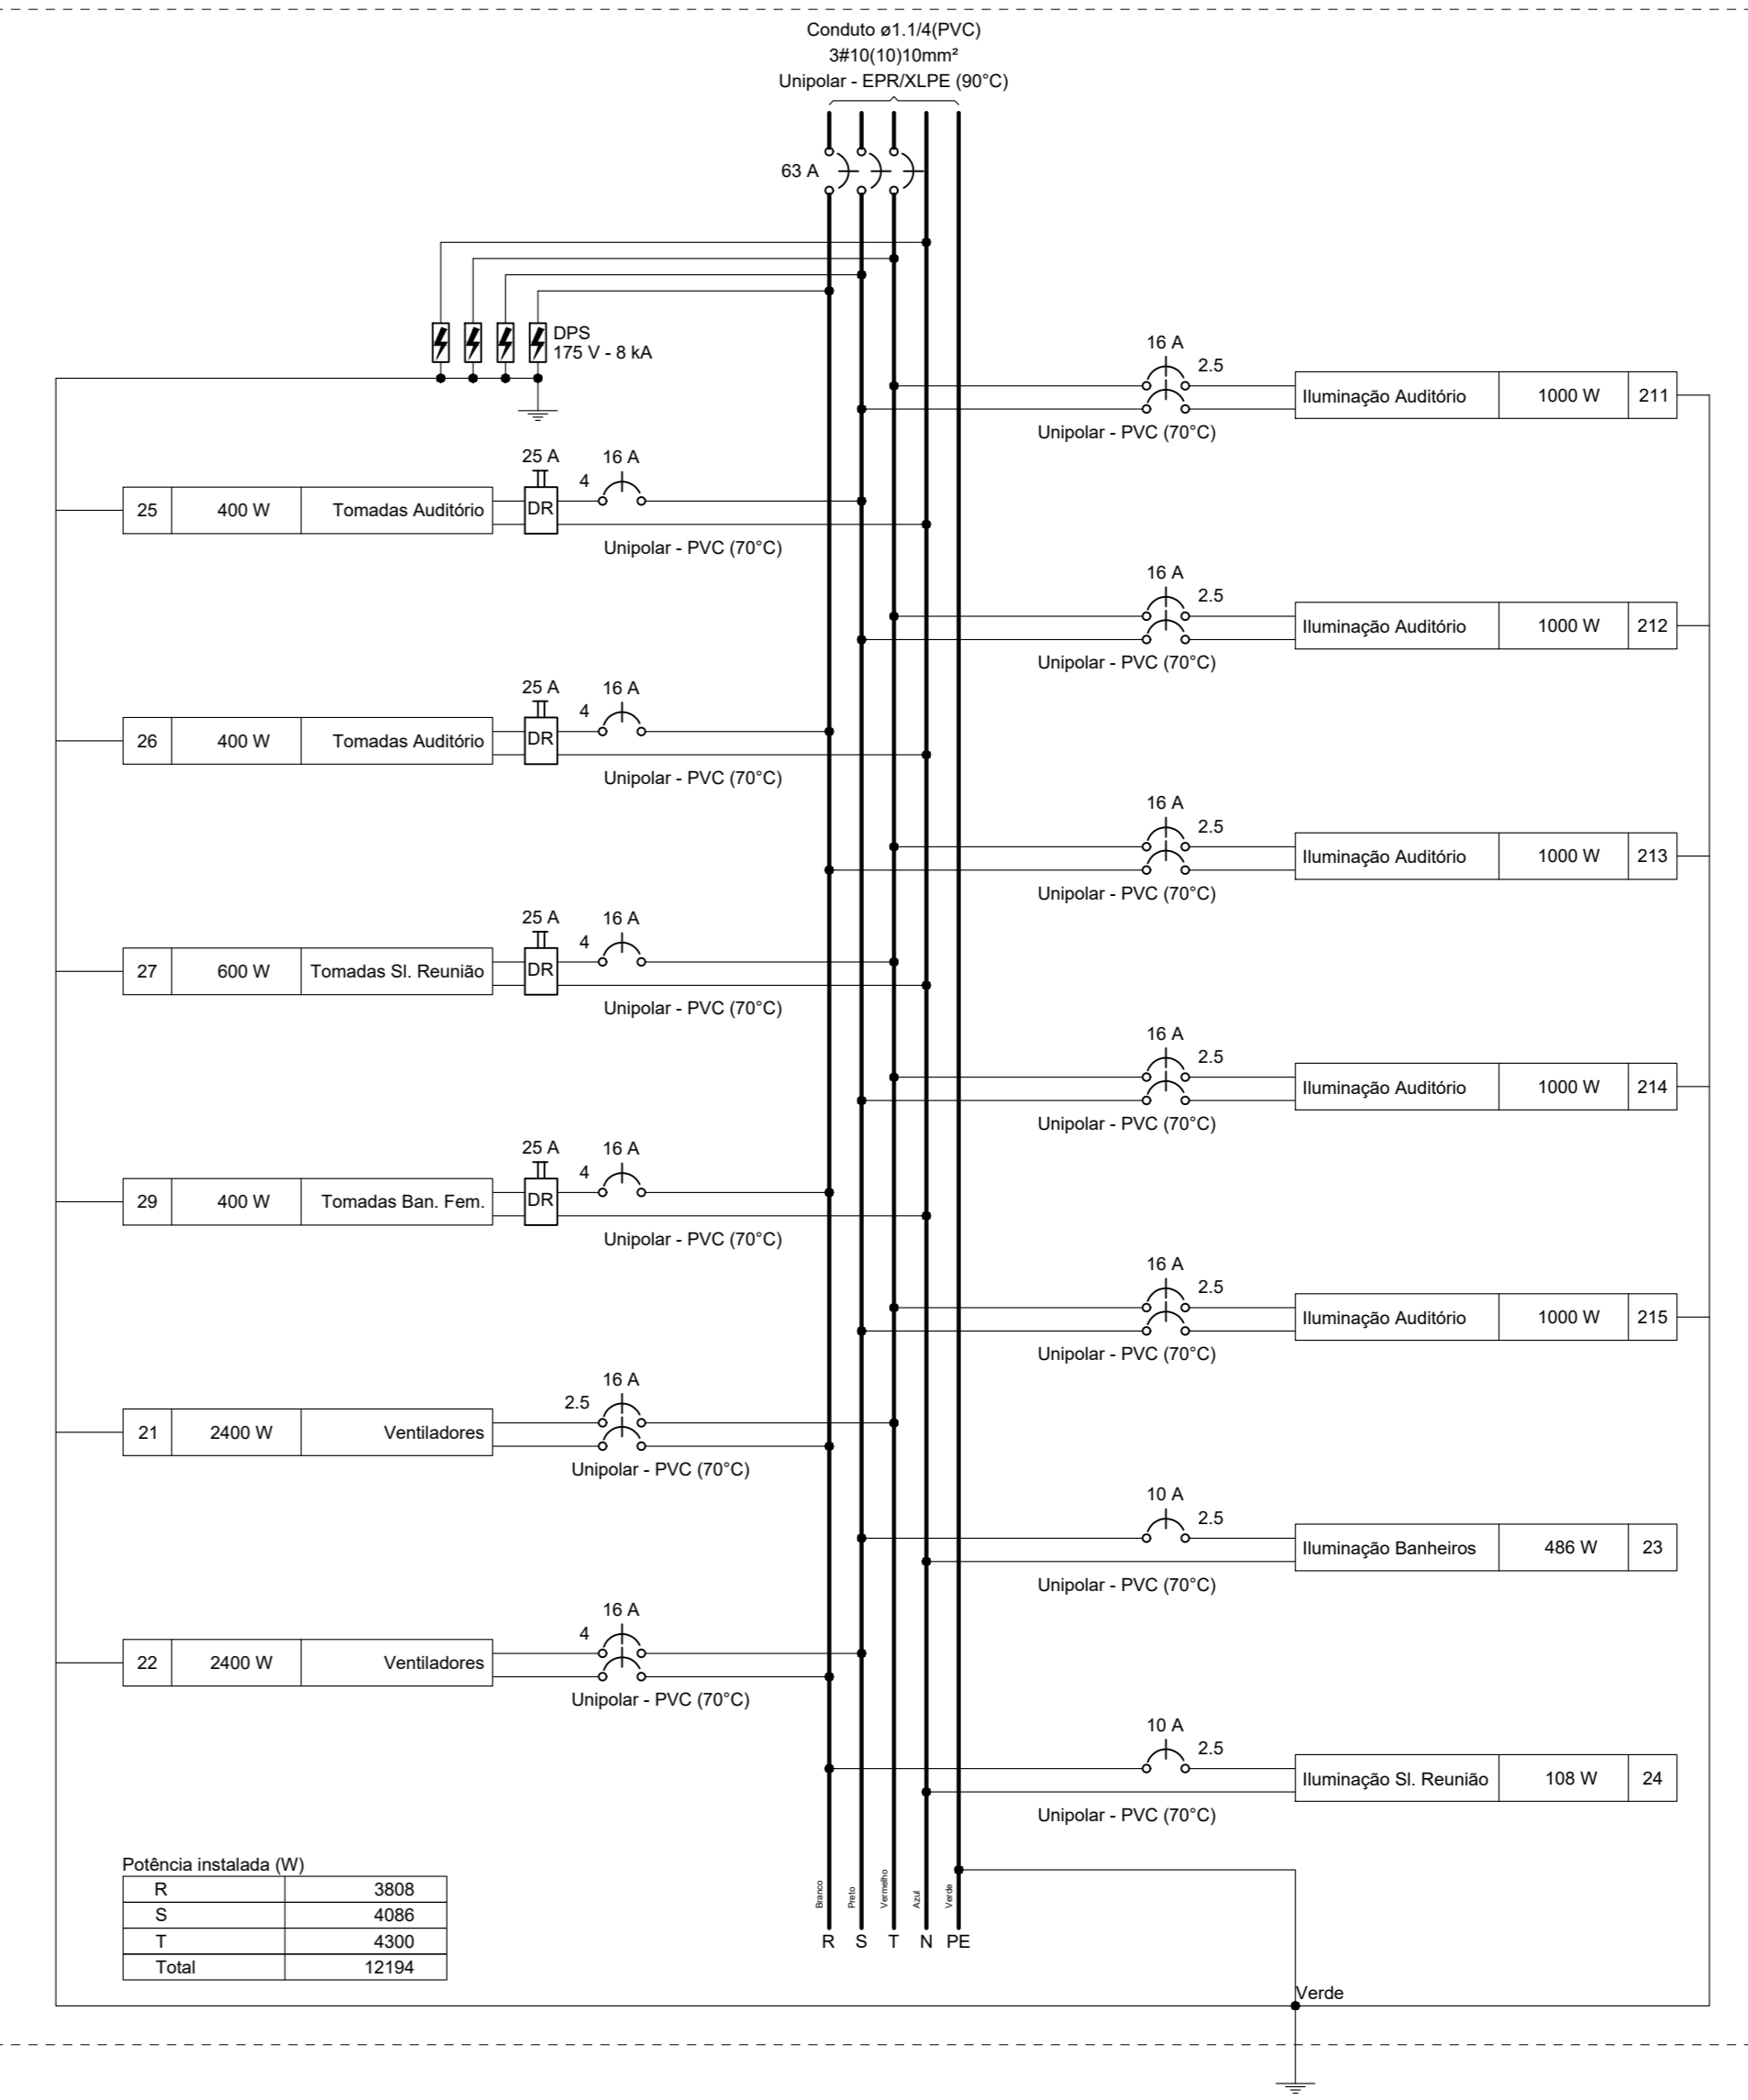 Conduto ø1.1/4(PVC)
3#10(10)10mm²
Unipolar - EPR/XLPE (90°C)
63 A
DPS
175 V - 8 kA
16 A
2.5
Iluminação Auditório 1000 W 211
Unipolar - PVC (70°C)
25 A 16 A
4
25 400 W Tomadas Auditório DR
Unipolar - PVC (70°C)
16 A
2.5
Iluminação Auditório 1000 W 212
Unipolar - PVC (70°C)
25 A 16 A
4
26 400 W Tomadas Auditório DR
Unipolar - PVC (70°C)
16 A
2.5
Iluminação Auditório 1000 W 213
Unipolar - PVC (70°C)
25 A 16 A
4
27 600 W Tomadas Sl. Reunião DR
Unipolar - PVC (70°C)
16 A
2.5
Iluminação Auditório 1000 W 214
Unipolar - PVC (70°C)
25 A 16 A
4
29 400 W Tomadas Ban. Fem. DR
Unipolar - PVC (70°C)
16 A
2.5
Iluminação Auditório 1000 W 215
Unipolar - PVC (70°C)
16 A
2.5
21 2400 W Ventiladores
Unipolar - PVC (70°C)
10 A
2.5
Iluminação Banheiros 486 W 23
Unipolar - PVC (70°C)
16 A
4
22 2400 W Ventiladores
Unipolar - PVC (70°C)
10 A
2.5
Iluminação Sl. Reunião 108 W 24
Unipolar - PVC (70°C)
Potência instalada (W)
R 3808
S 4086
T 4300
Total 12194
Branco Preto Vermelho Azul Verde
R S T N PE
Verde